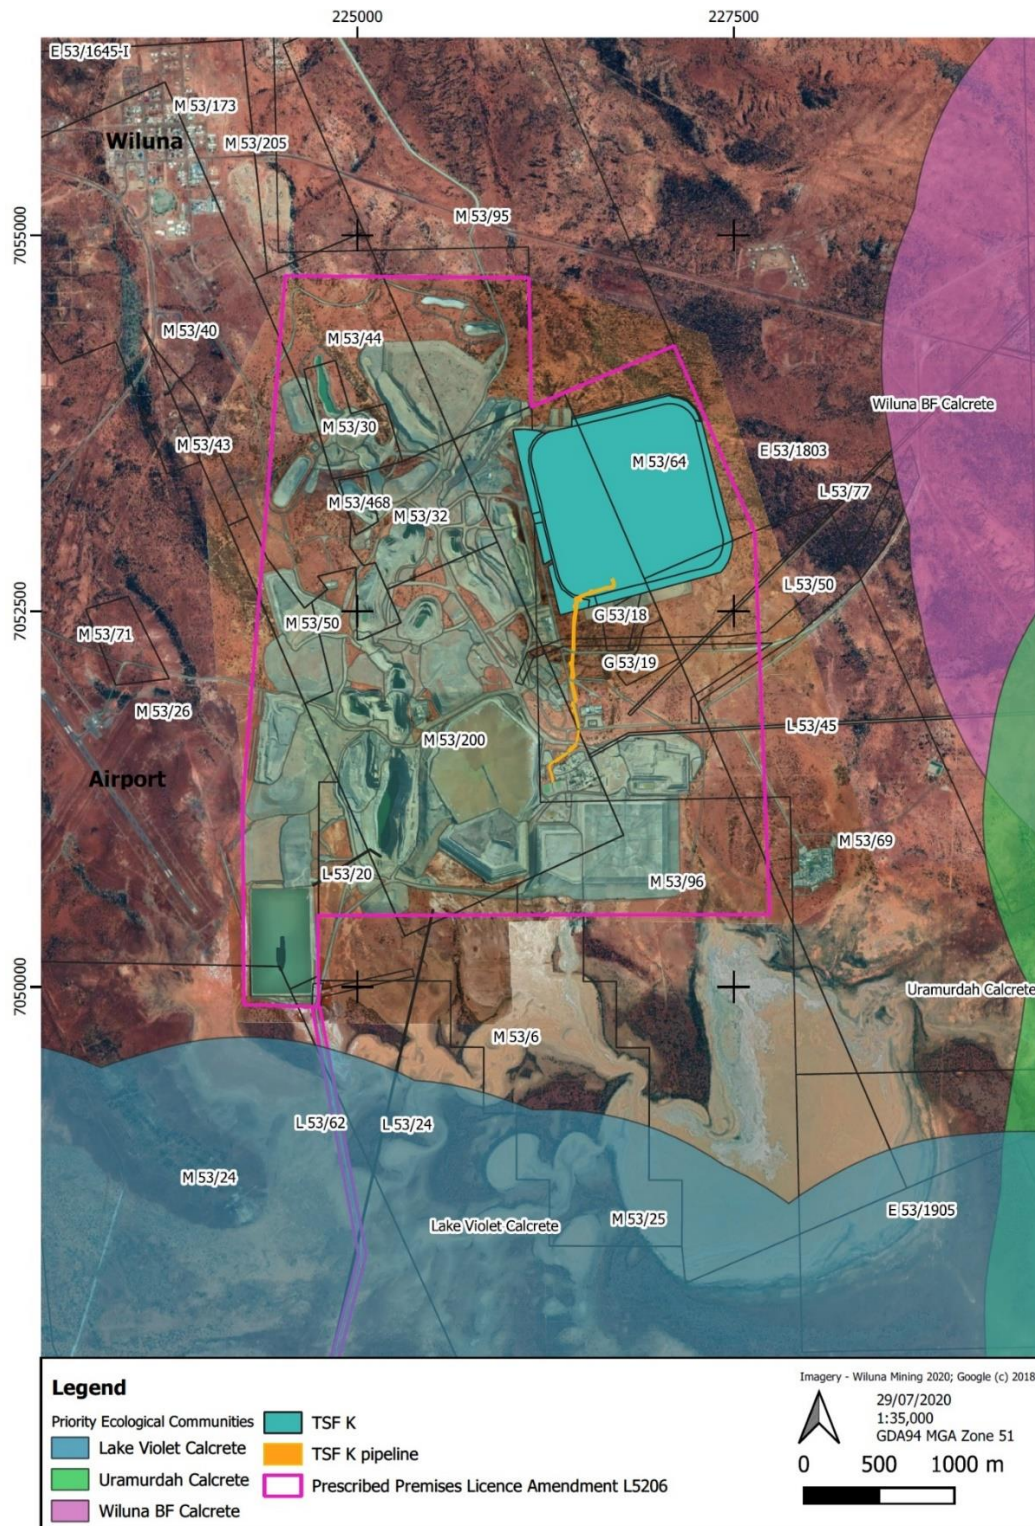 225000
227500
E 53/1645-I
M 53/173
Wiluna
M 53/205
M 53/95
7055000
M 53/40
M 53/44
Wiluna BF Calcrete
M 53/30
M 53/43
E 53/1803
M 53/64
L 53/77
M 53/468
M 53/32
L 53/50
7052500
M 53/50
G 53/18
M 53/71
G 53/19
M 53/26
L 53/45
M 53/200
Airport
M 53/69
L 53/20
M 53/96
7050000
Uramurdah Calcrete
M 53/6
L 53/62
L 53/24
M 53/24
E 53/1905
M 53/25
Lake Violet Calcrete
Legend
Priority Ecological Communities
Lake Violet Calcrete
Uramurdah Calcrete
Wiluna BF Calcrete
TSF K
TSF K pipeline
Prescribed Premises Licence Amendment L5206
Imagery - Wiluna Mining 2020; Google (c) 2018
29/07/2020
1:35,000
GDA94 MGA Zone 51
0 500 1000 m